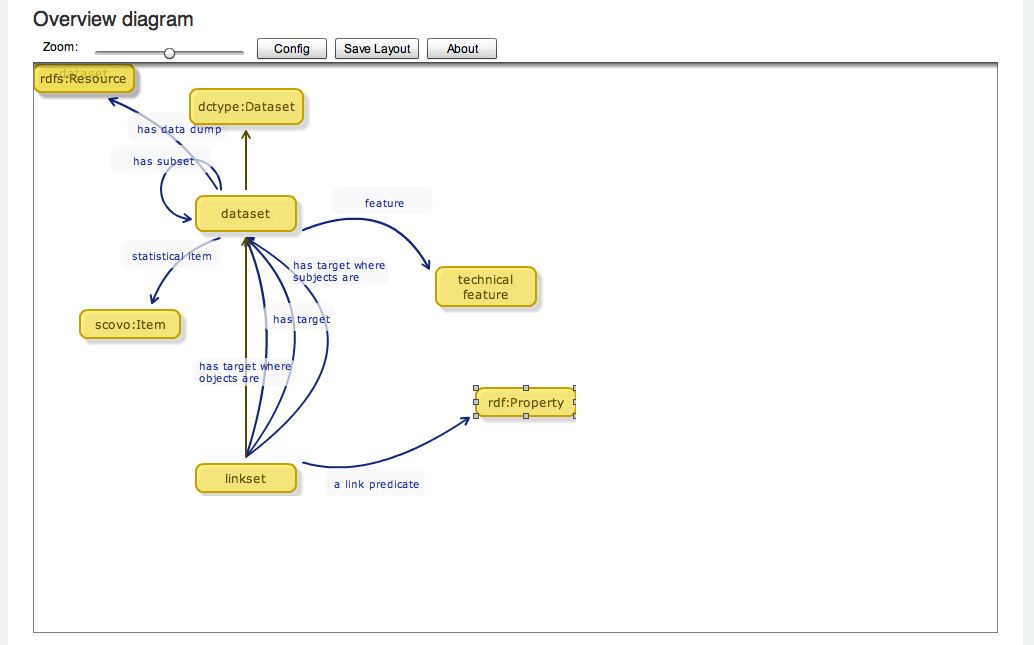 Overview diagram
Zoom:
Config
Save Layout
About
dataset
rdfs:Resource
dctype:Dataset
has data dump
has subset
feature
dataset
statistical item
has target where
subjects are
technical
feature
has target
scovo:Item
has target where
objects are
rdf:Property
linkset
a link predicate